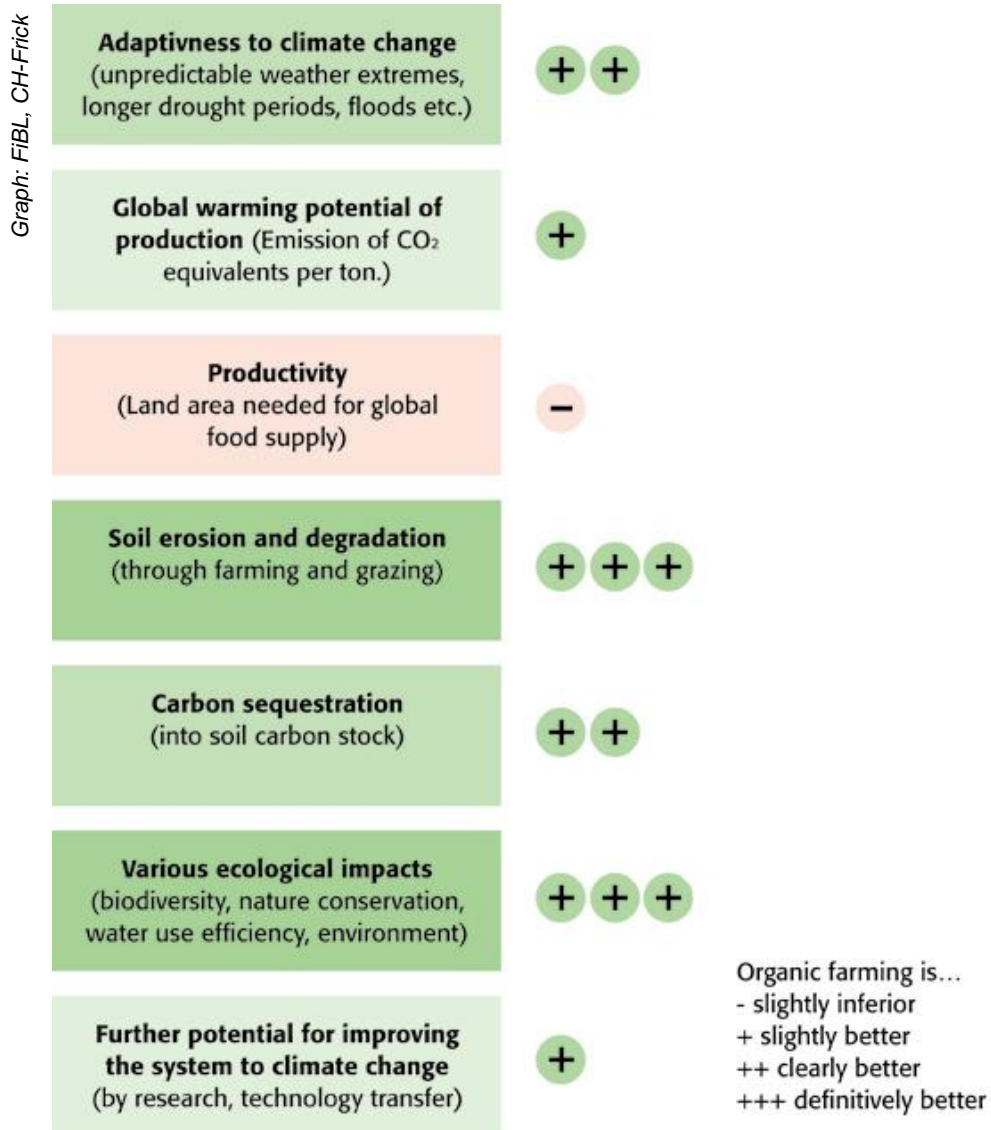 Graph: FiBL, CH-Frick
Adaptivness to climate change
(unpredictable weather extremes,
longer drought periods, floods etc.)
+ +
Global warming potential of
production (Emission of CO₂
equivalents per ton.)
+
Productivity
(Land area needed for global
food supply)
−
Soil erosion and degradation
(through farming and grazing)
+ + +
Carbon sequestration
(into soil carbon stock)
+ +
Various ecological impacts
(biodiversity, nature conservation,
water use efficiency, environment)
+ + +
Further potential for improving
the system to climate change
(by research, technology transfer)
+
Organic farming is…
- slightly inferior
+ slightly better
++ clearly better
+++ definitively better